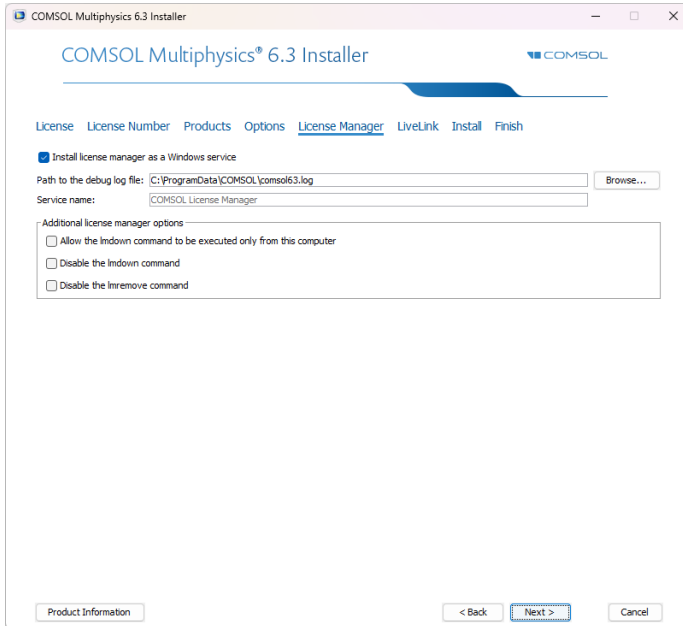 COMSOL Multiphysics 6.3 Installer
COMSOL Multiphysics® 6.3 Installer
COMSOL
License License Number Products Options License Manager LiveLink Install Finish
Install license manager as a Windows service
Path to the debug log file: C:\ProgramData\COMSOL\comsol63.log Browse...
Service name: COMSOL License Manager
Additional license manager options
Allow the lmdown command to be executed only from this computer
Disable the lmdown command
Disable the lmremove command
Product Information < Back Next > Cancel